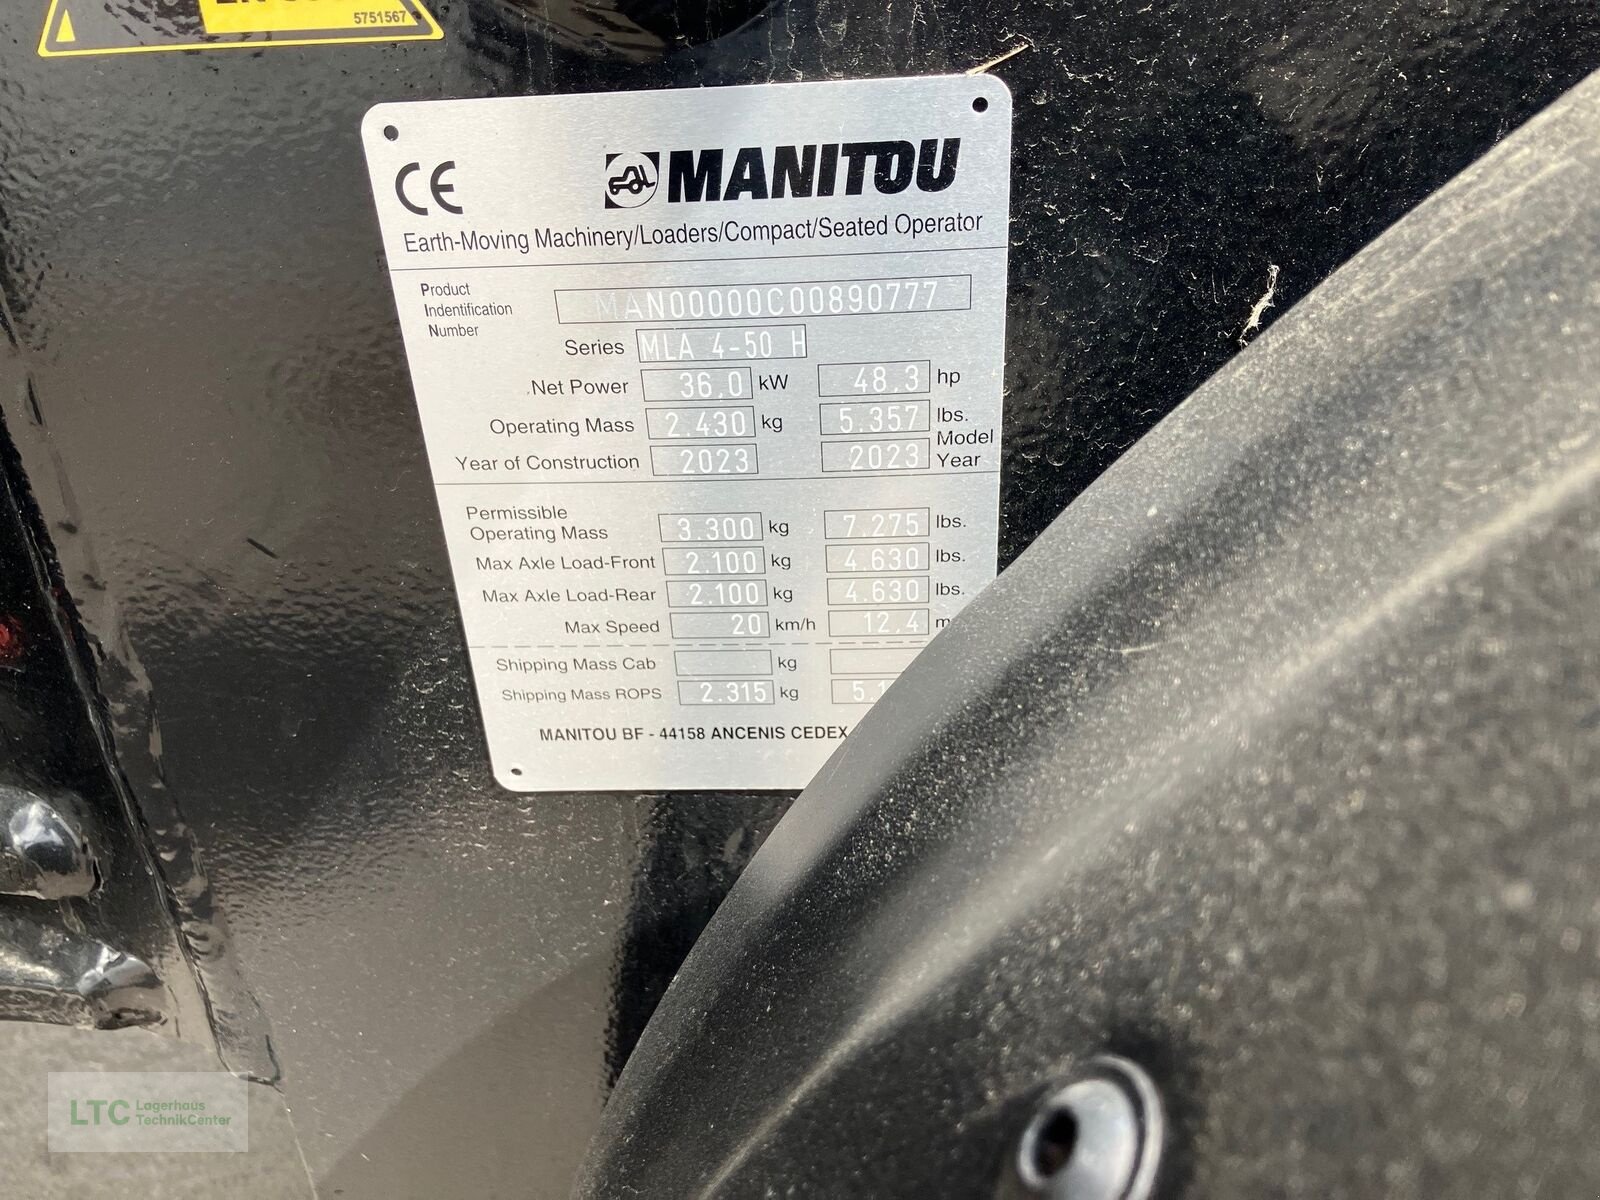 5751567
CE MANITOU
Earth-Moving Machinery/Loaders/Compact/Seated Operator
Product
Indentification
Number
MAN00000C00890777
Series MLA 4-50 H
Net Power 36.0 kW 48.3 hp
Operating Mass 2.430 kg 5.357 lbs.
Year of Construction 2023 2023 Model Year
Permissible
Operating Mass 3.300 kg 7.275 lbs.
Max Axle Load-Front 2.100 kg 4.630 lbs.
Max Axle Load-Rear 2.100 kg 4.630 lbs.
Max Speed 20 km/h 12,4
Shipping Mass Cab kg
Shipping Mass ROPS 2.315 kg
MANITOU BF - 44158 ANCENIS CEDEX
LTC Lagerhaus
TechnikCenter